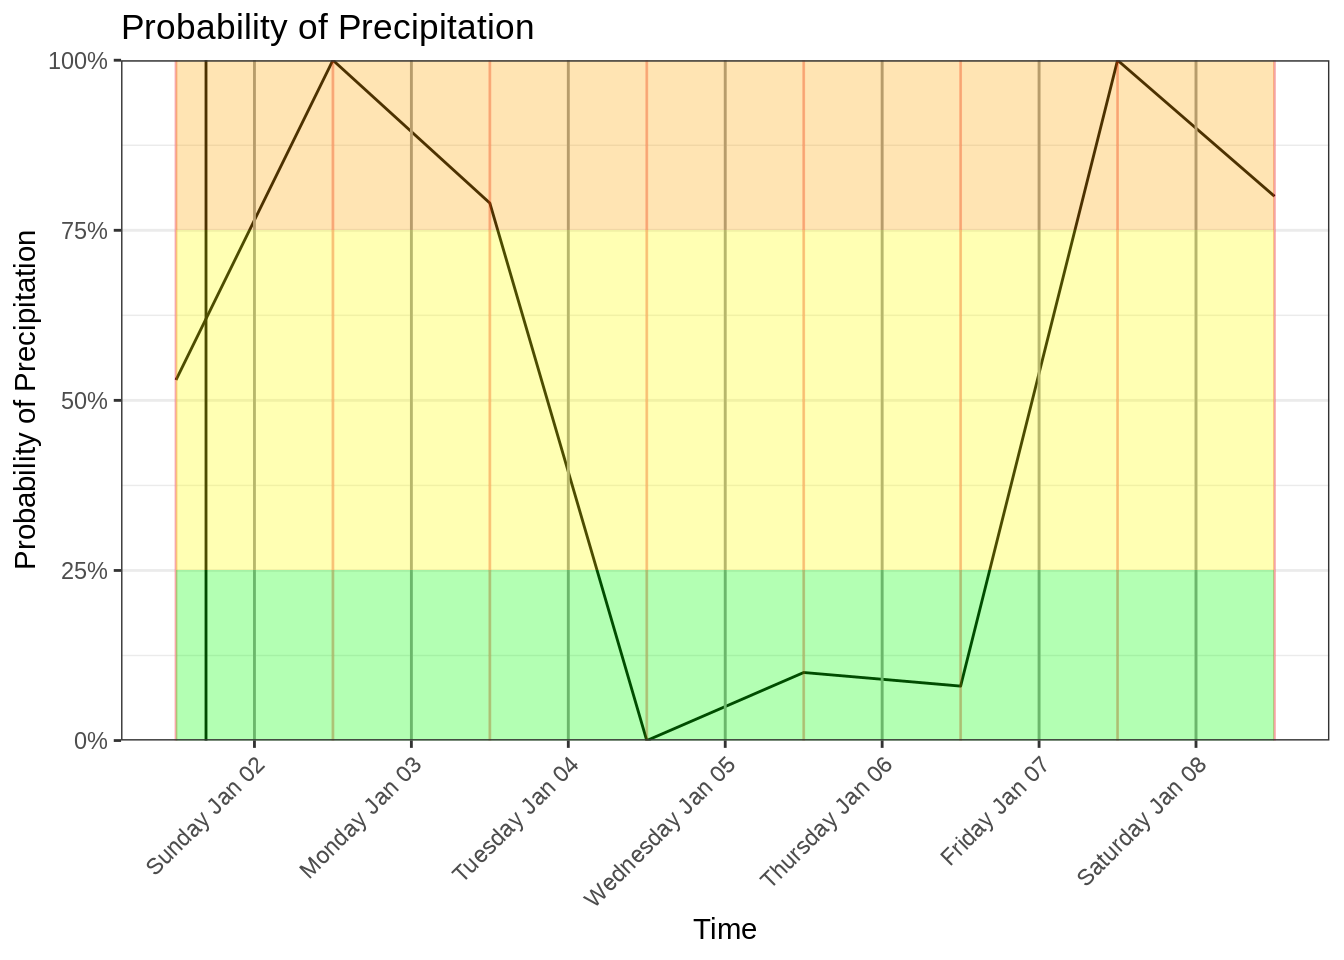 Probability of Precipitation
100%
75%
50%
25%
0%
Probability of Precipitation
Sunday Jan 02
Monday Jan 03
Tuesday Jan 04
Wednesday Jan 05
Thursday Jan 06
Friday Jan 07
Saturday Jan 08
Time